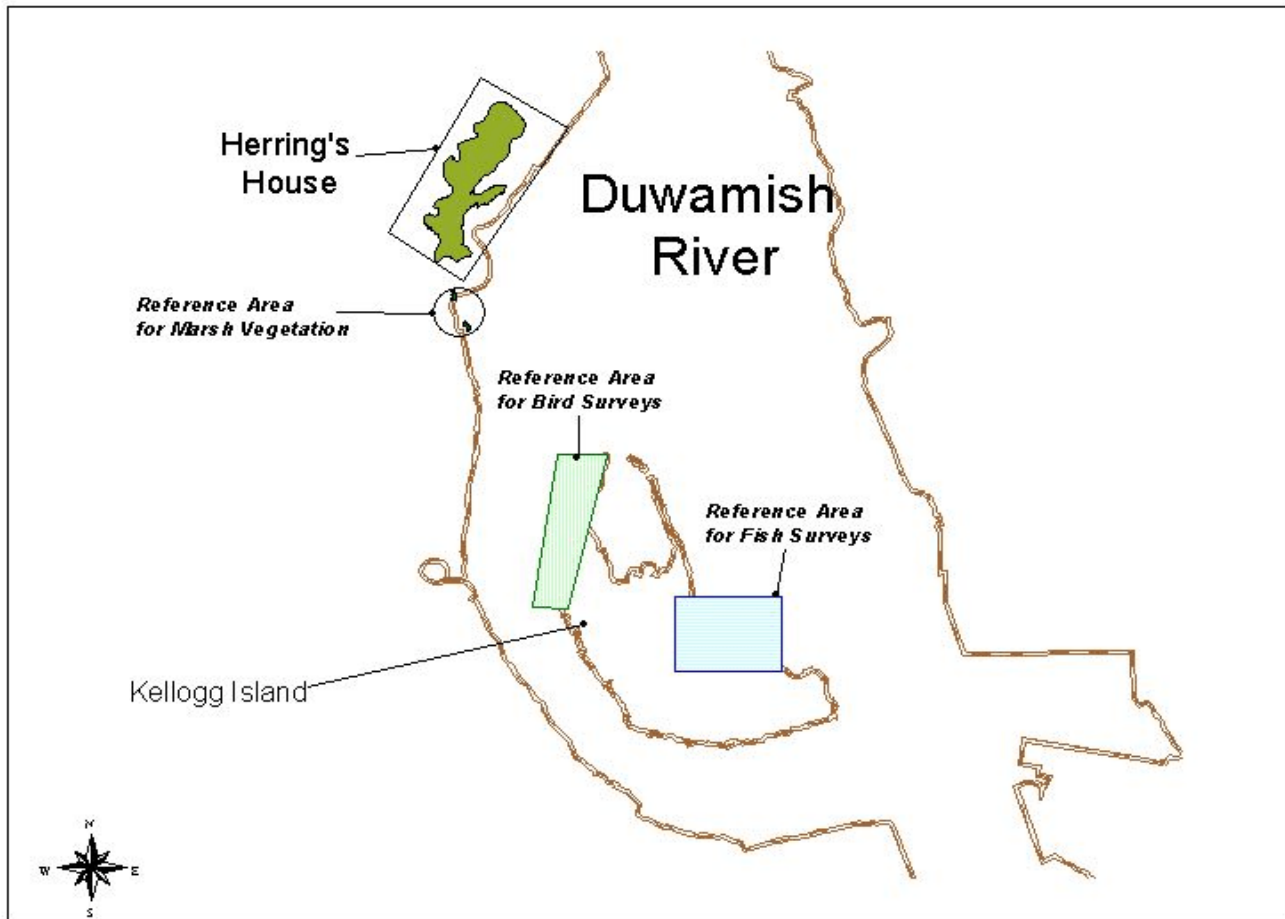 Herring's
House
Duwamish
River
Reference Area
for Marsh Vegetation
Reference Area
for Bird Surveys
Reference Area
for Fish Surveys
Kellogg Island
N
W E
S